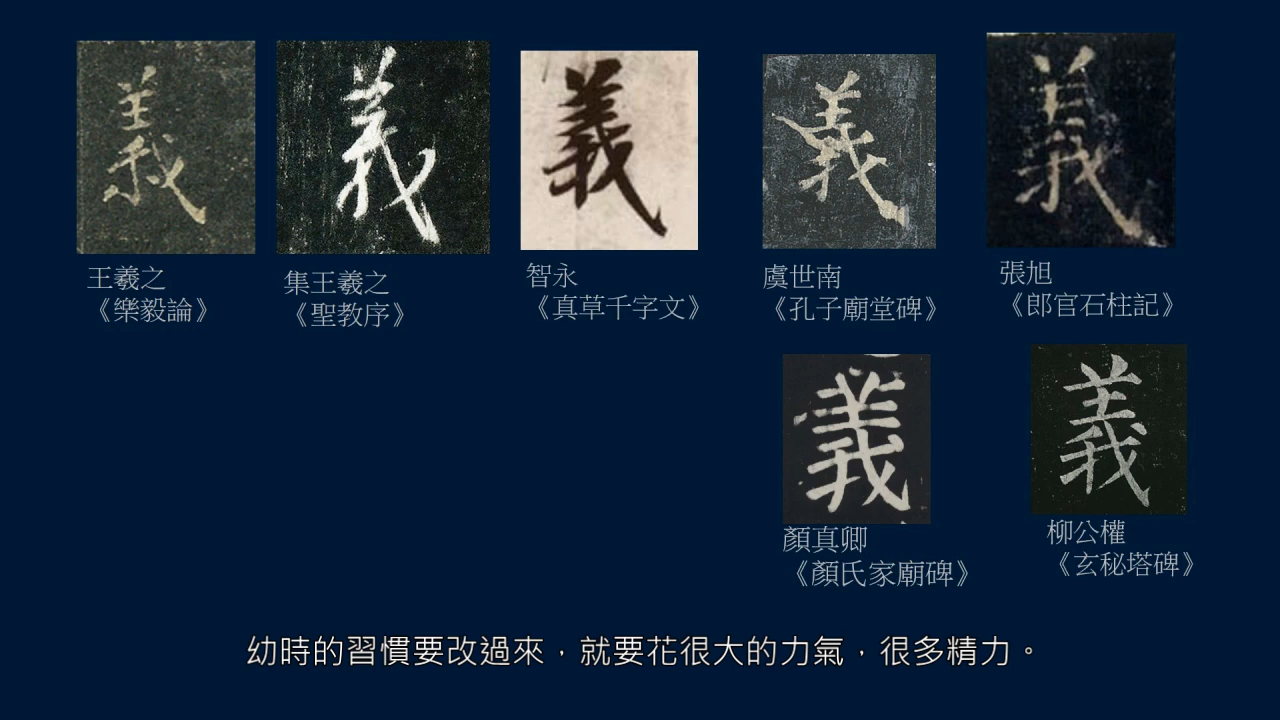 義
義
義
義
義
王羲之
《樂毅論》
集王羲之
《聖教序》
智永
《真草千字文》
虞世南
《孔子廟堂碑》
張旭
《郎官石柱記》
義
義
顏真卿
《顏氏家廟碑》
柳公權
《玄秘塔碑》
幼時的習慣要改過來，就要花很大的力氣，很多精力。